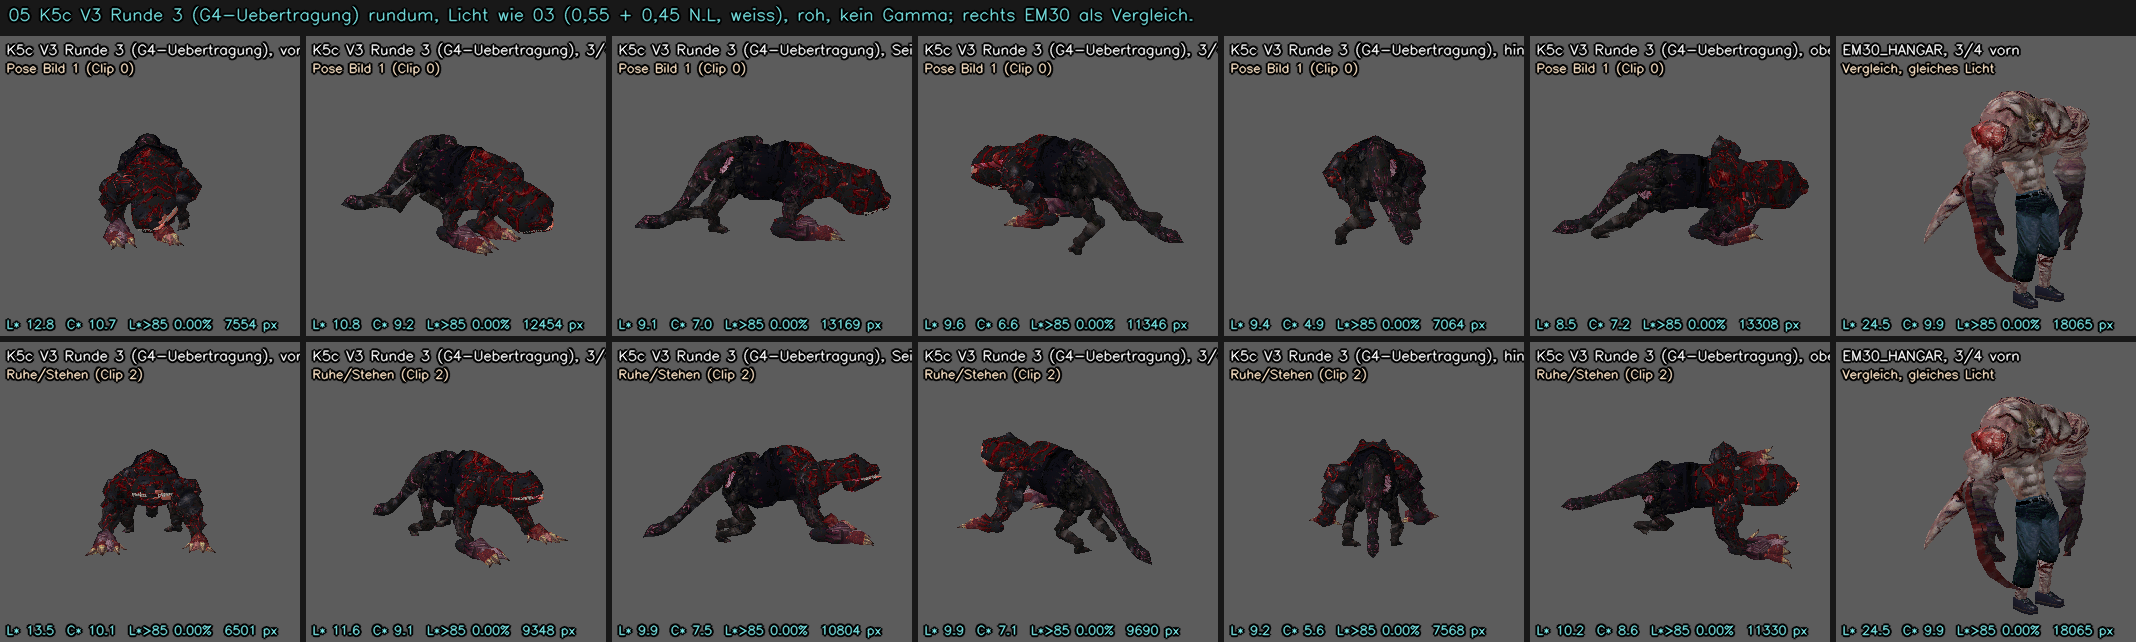 05 K5c V3 Runde 3 (G4-Uebertragung) rundum, Licht wie 03 (0,55 + 0,45 N.L, weiss), roh, kein Gamma; rechts EM30 als Vergleich.
K5c V3 Runde 3 (G4-Uebertragung), vor
Pose Bild 1 (Clip 0)
L* 12.8 C* 10.7 L*>85 0.00% 7554 px
K5c V3 Runde 3 (G4-Uebertragung), 3/
Pose Bild 1 (Clip 0)
L* 10.8 C* 9.2 L*>85 0.00% 12454 px
K5c V3 Runde 3 (G4-Uebertragung), Sei
Pose Bild 1 (Clip 0)
L* 9.1 C* 7.0 L*>85 0.00% 13169 px
K5c V3 Runde 3 (G4-Uebertragung), 3/
Pose Bild 1 (Clip 0)
L* 9.6 C* 6.6 L*>85 0.00% 11346 px
K5c V3 Runde 3 (G4-Uebertragung), hin
Pose Bild 1 (Clip 0)
L* 9.4 C* 4.9 L*>85 0.00% 7064 px
K5c V3 Runde 3 (G4-Uebertragung), obe
Pose Bild 1 (Clip 0)
L* 8.5 C* 7.2 L*>85 0.00% 13308 px
EM30_HANGAR, 3/4 vorn
Vergleich, gleiches Licht
L* 24.5 C* 9.9 L*>85 0.00% 18065 px
K5c V3 Runde 3 (G4-Uebertragung), vor
Ruhe/Stehen (Clip 2)
L* 13.5 C* 10.1 L*>85 0.00% 6501 px
K5c V3 Runde 3 (G4-Uebertragung), 3/
Ruhe/Stehen (Clip 2)
L* 11.6 C* 9.1 L*>85 0.00% 9348 px
K5c V3 Runde 3 (G4-Uebertragung), Sei
Ruhe/Stehen (Clip 2)
L* 9.9 C* 7.5 L*>85 0.00% 10804 px
K5c V3 Runde 3 (G4-Uebertragung), 3/
Ruhe/Stehen (Clip 2)
L* 9.9 C* 7.1 L*>85 0.00% 9690 px
K5c V3 Runde 3 (G4-Uebertragung), hin
Ruhe/Stehen (Clip 2)
L* 9.2 C* 5.6 L*>85 0.00% 7568 px
K5c V3 Runde 3 (G4-Uebertragung), obe
Ruhe/Stehen (Clip 2)
L* 10.2 C* 8.6 L*>85 0.00% 11330 px
EM30_HANGAR, 3/4 vorn
Vergleich, gleiches Licht
L* 24.5 C* 9.9 L*>85 0.00% 18065 px